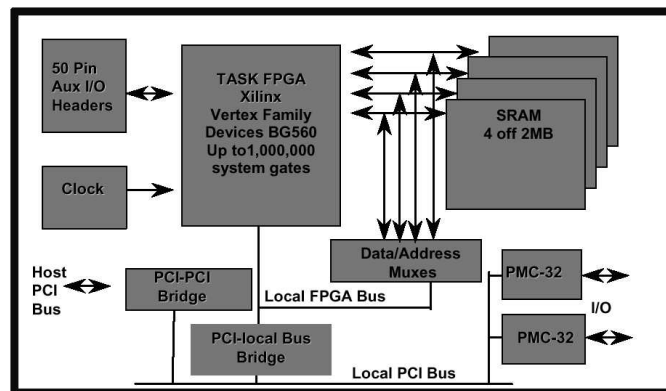 50 Pin
Aux I/O
Headers
TASK FPGA
Xilinx
Vertex Family
Devices BG560
Up to1,000,000
system gates
SRAM
4 off 2MB
Clock
Data/Address
Muxes
Host
PCI
Bus
PCI-PCI
Bridge
Local FPGA Bus
PMC-32
I/O
PMC-32
PCI-local Bus
Bridge
Local PCI Bus